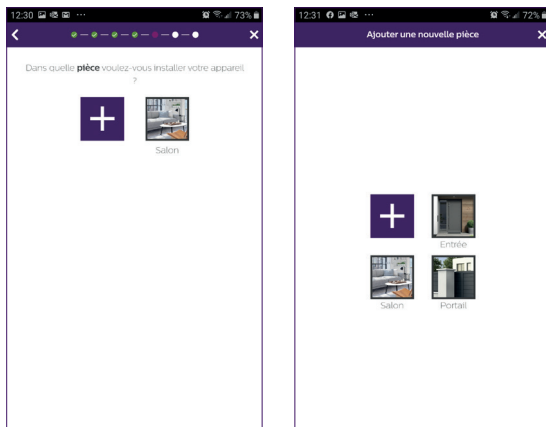 12:30 73%
Dans quelle pièce voulez-vous installer votre appareil
?
Salon
12:31 72%
Ajouter une nouvelle pièce
Entrée
Salon Portail